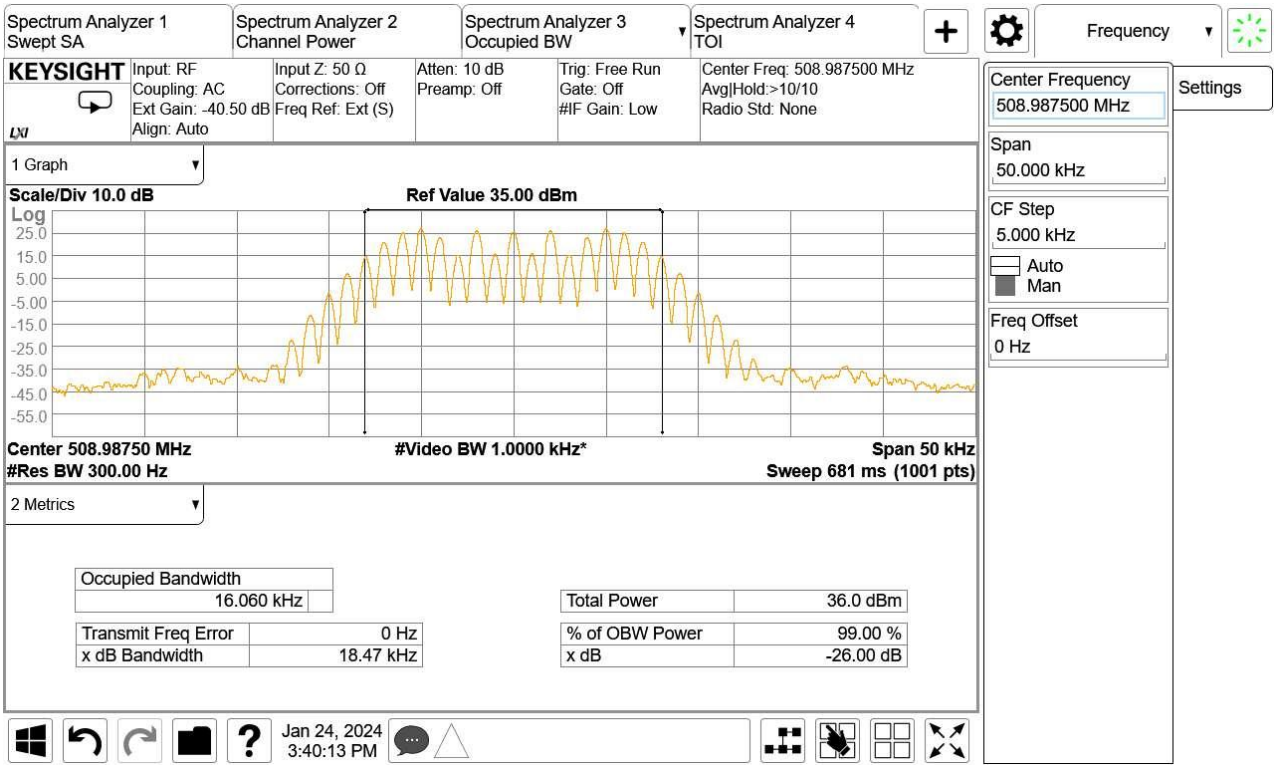 Spectrum Analyzer 1
Swept SA
Spectrum Analyzer 2
Channel Power
Spectrum Analyzer 3
Occupied BW
Spectrum Analyzer 4
TOI
+
Frequency
KEYSIGHT
LXI
Input: RF
Coupling: AC
Ext Gain: -40.50 dB
Align: Auto
Input Z: 50 Ω
Corrections: Off
Freq Ref: Ext (S)
Atten: 10 dB
Preamp: Off
Trig: Free Run
Gate: Off
#IF Gain: Low
Center Freq: 508.987500 MHz
Avg|Hold:>10/10
Radio Std: None
Center Frequency
508.987500 MHz
Settings
Span
50.000 kHz
CF Step
5.000 kHz
Auto
Man
Freq Offset
0 Hz
1 Graph
Scale/Div 10.0 dB
Ref Value 35.00 dBm
Log
25.0
15.0
5.00
-5.00
-15.0
-25.0
-35.0
-45.0
-55.0
Center 508.98750 MHz
#Video BW 1.0000 kHz*
Span 50 kHz
#Res BW 300.00 Hz
Sweep 681 ms (1001 pts)
2 Metrics
Occupied Bandwidth
16.060 kHz
Total Power 36.0 dBm
Transmit Freq Error 0 Hz
% of OBW Power 99.00 %
x dB Bandwidth 18.47 kHz
x dB -26.00 dB
?
Jan 24, 2024
3:40:13 PM